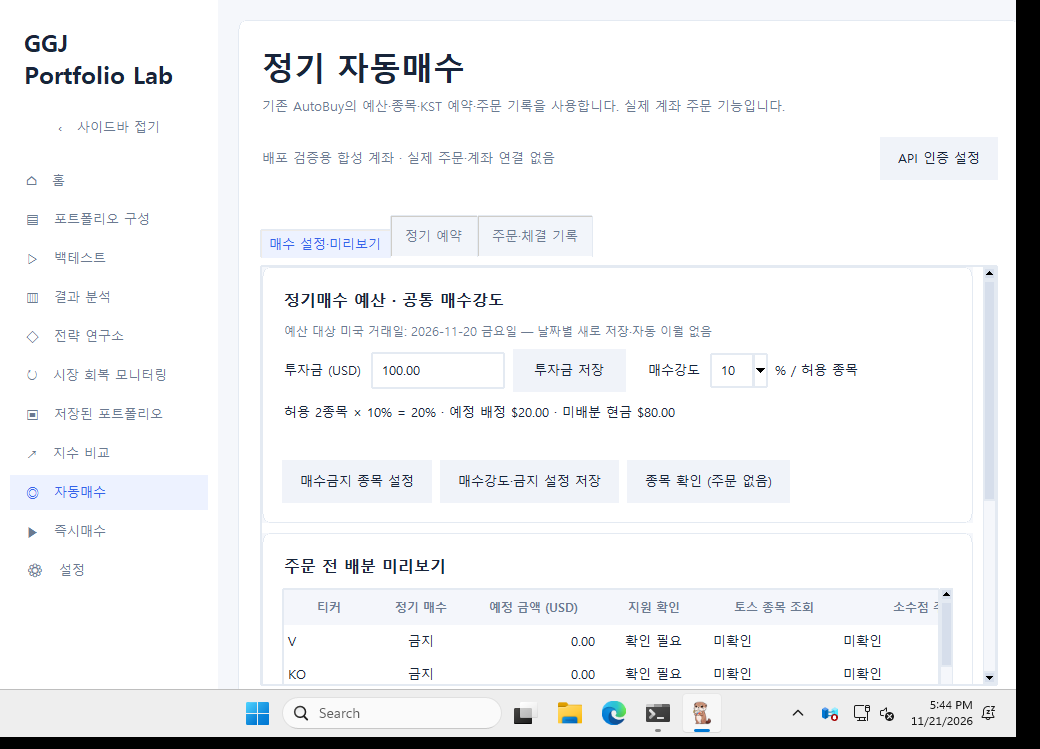 GGJ
Portfolio Lab
‹ 사이드바 접기
홈
포트폴리오 구성
백테스트
결과 분석
전략 연구소
시장 회복 모니터링
저장된 포트폴리오
지수 비교
자동매수
즉시매수
설정
정기 자동매수
기존 AutoBuy의 예산·종목·KST 예약·주문 기록을 사용합니다. 실제 계좌 주문 기능입니다.
배포 검증용 합성 계좌 · 실제 주문·계좌 연결 없음
API 인증 설정
매수 설정·미리보기 정기 예약 주문·체결 기록
정기매수 예산 · 공통 매수강도
예산 대상 미국 거래일: 2026-11-20 금요일 — 날짜별 새로 저장·자동 이월 없음
투자금 (USD) 100.00 투자금 저장 매수강도 10 % / 허용 종목
허용 2종목 × 10% = 20% · 예정 배정 $20.00 · 미배분 현금 $80.00
매수금지 종목 설정 매수강도·금지 설정 저장 종목 확인 (주문 없음)
주문 전 배분 미리보기
티커 정기 매수 예정 금액 (USD) 지원 확인 토스 종목 조회 소수점
V 금지 0.00 확인 필요 미확인 미확인
KO 금지 0.00 확인 필요 미확인 미확인
Search
5:44 PM
11/21/2026